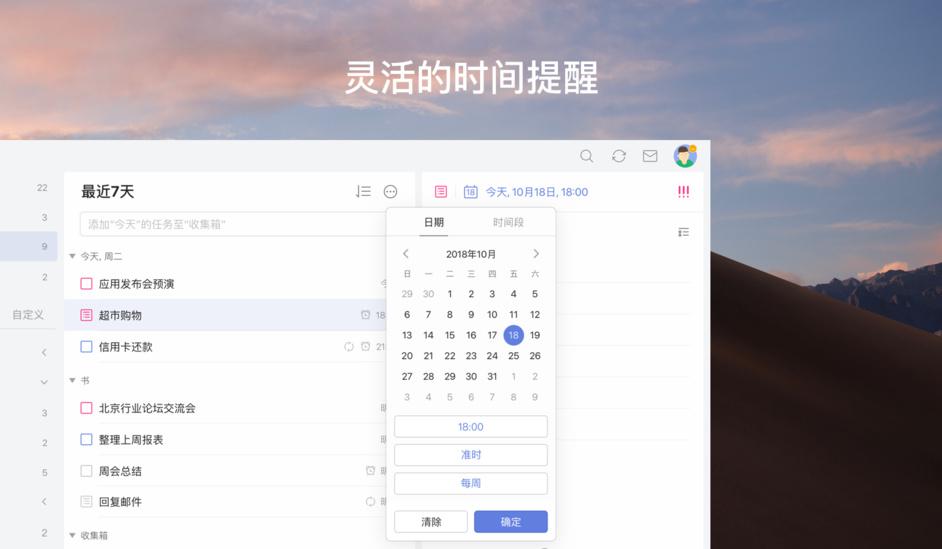 灵活的时间提醒
22
3
9
2
自定义
3
2
5
2
最近7天
添加"今天"的任务至"收集箱"
今天, 周二
应用发布会预演
超市购物
18
信用卡还款
21
书
北京行业论坛交流会
整理上周报表
周会总结
回复邮件
收集箱
18 今天, 10月18日, 18:00
日期 时间段
2018年10月
日 一 二 三 四 五 六
29 30 1 2 3 4 5
6 7 8 9 10 11 12
13 14 15 16 17 18 19
20 21 22 23 24 25 26
27 28 29 30 31 1 2
3 4 5 6 7 8 9
18:00
准时
每周
清除 确定